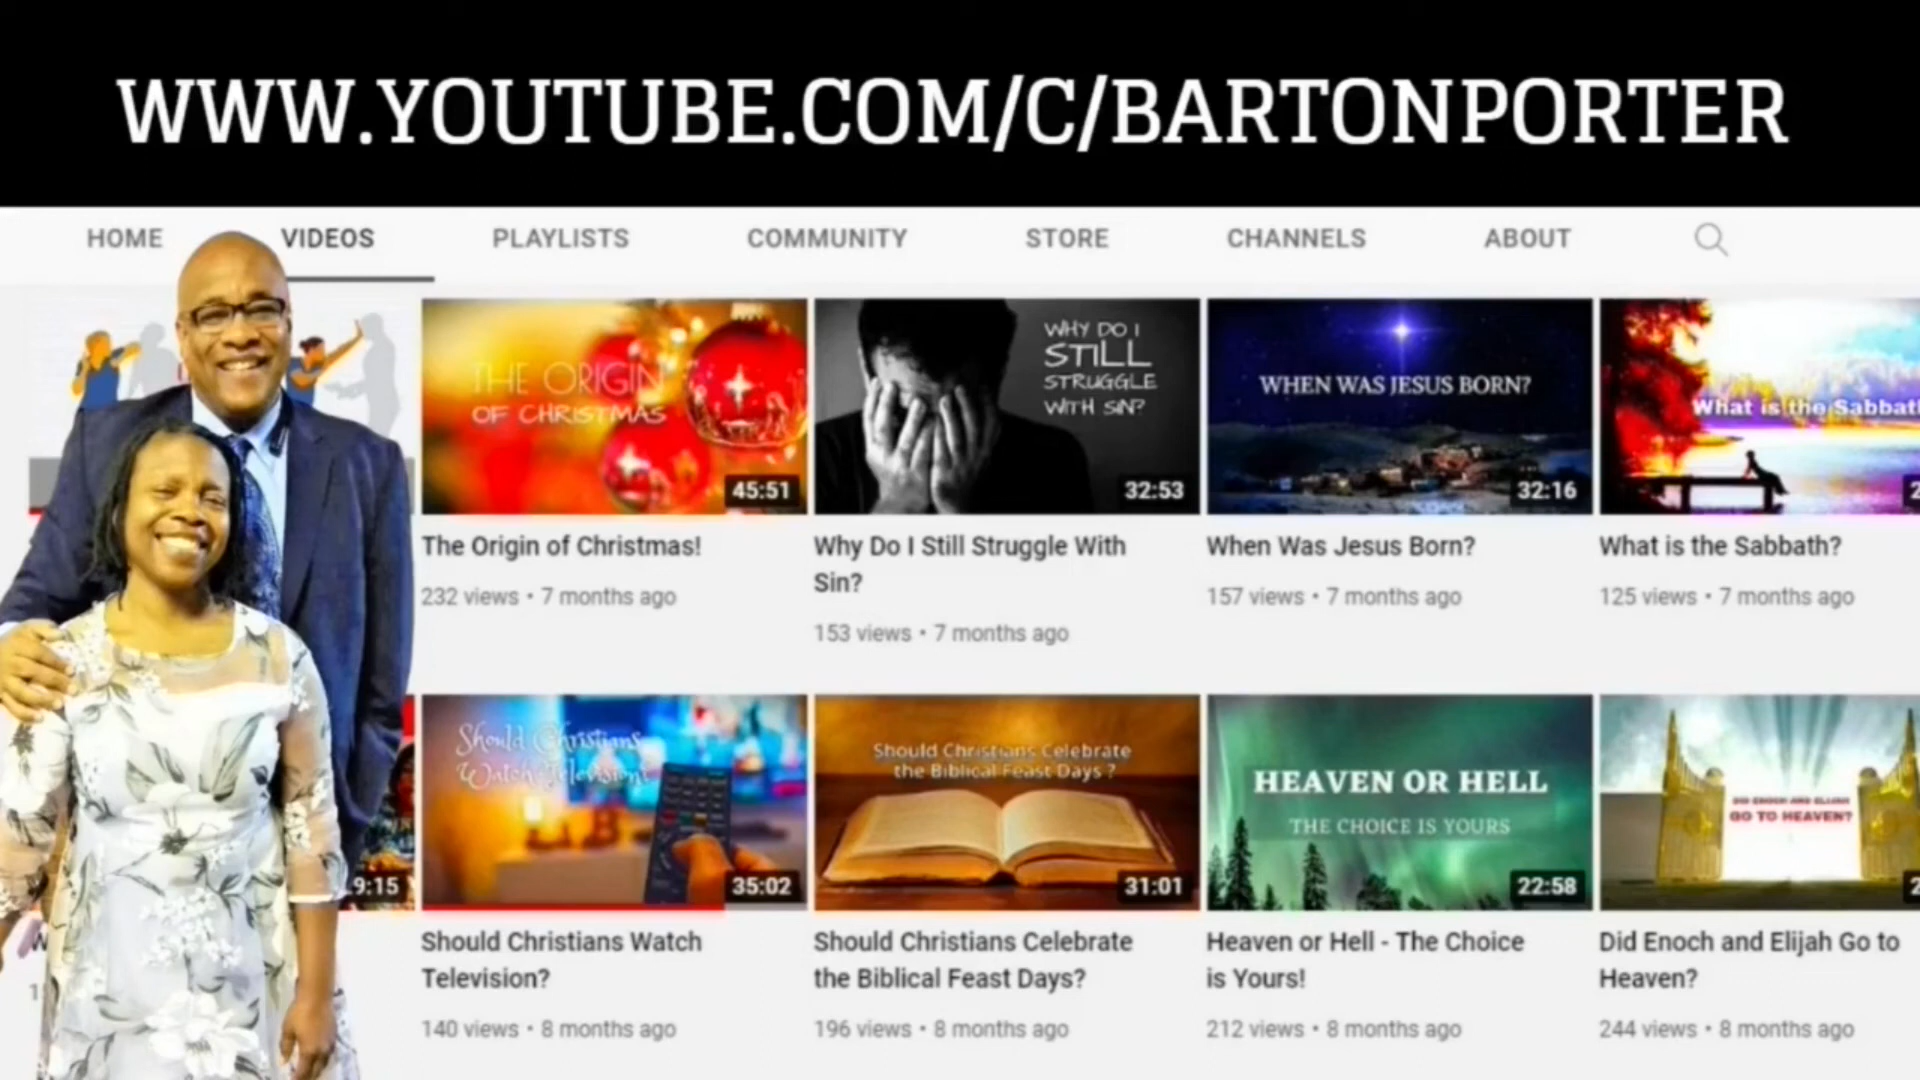 WWW.YOUTUBE.COM/C/BARTONPORTER
HOME VIDEOS PLAYLISTS COMMUNITY STORE CHANNELS ABOUT
THE ORIGIN
OF CHRISTMAS
45:51
WHY DO I
STILL
STRUGGLE
WITH SIN?
32:53
WHEN WAS JESUS BORN?
32:16
What is the Sabbath
2
The Origin of Christmas!
232 views • 7 months ago
Why Do I Still Struggle With
Sin?
153 views • 7 months ago
When Was Jesus Born?
157 views • 7 months ago
What is the Sabbath?
125 views • 7 months ago
9:15
Should Christians
Watch Television?
35:02
Should Christians Celebrate
the Biblical Feast Days ?
31:01
HEAVEN OR HELL
THE CHOICE IS YOURS
22:58
DID ENOCH AND ELIJAH
GO TO HEAVEN?
2
Should Christians Watch
Television?
140 views • 8 months ago
Should Christians Celebrate
the Biblical Feast Days?
196 views • 8 months ago
Heaven or Hell - The Choice
is Yours!
212 views • 8 months ago
Did Enoch and Elijah Go to
Heaven?
244 views • 8 months ago